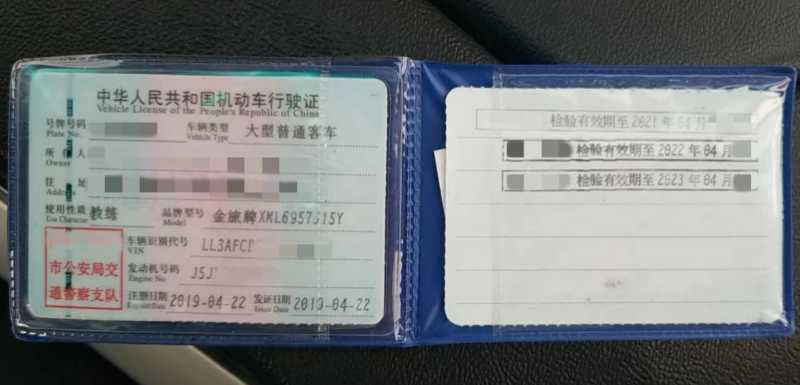 中华人民共和国机动车行驶证
Vehicle License of the People's Republic of China
号牌号码
Plate No.
车辆类型 大型普通客车
Vehicle Type
所有人
Owner
住址
Address
使用性质 教练
Use Character
品牌型号 金旅牌XML6957J15Y
Model
市公安局交
通警察支队
车辆识别代号 LL3AFC
VIN
发动机号码 J5J
Engine No.
注册日期 2019-04-22
Register Date
发证日期 2019-04-22
Issue Date
检验有效期至 2021年04月
检验有效期至 2022年04月
检验有效期至 2023年04月